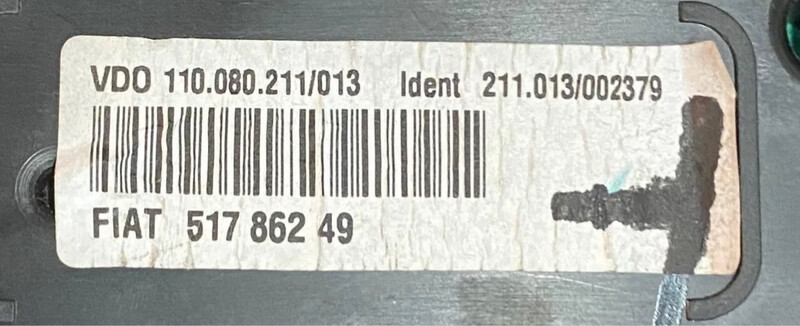 VDO 110.080.211/013 Ident 211.013/002379
FIAT 517 862 49